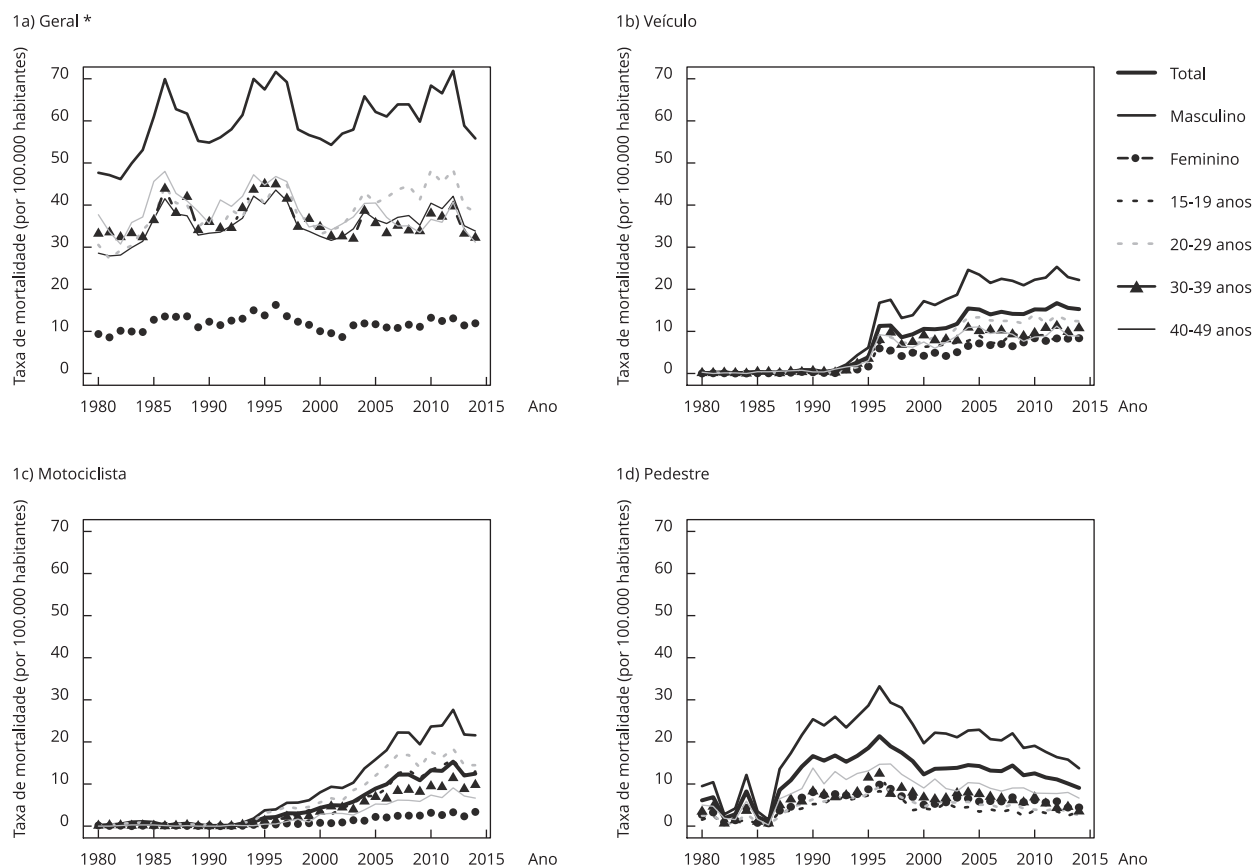 1a) Geral *
Taxa de mortalidade (por 100.000 habitantes)
70
60
50
40
30
20
10
0
1980 1985 1990 1995 2000 2005 2010 2015 Ano
1b) Veículo
Taxa de mortalidade (por 100.000 habitantes)
70
60
50
40
30
20
10
0
1980 1985 1990 1995 2000 2005 2010 2015 Ano
Total
Masculino
Feminino
15-19 anos
20-29 anos
30-39 anos
40-49 anos
1c) Motociclista
Taxa de mortalidade (por 100.000 habitantes)
70
60
50
40
30
20
10
0
1980 1985 1990 1995 2000 2005 2010 2015 Ano
1d) Pedestre
Taxa de mortalidade (por 100.000 habitantes)
70
60
50
40
30
20
10
0
1980 1985 1990 1995 2000 2005 2010 2015 Ano